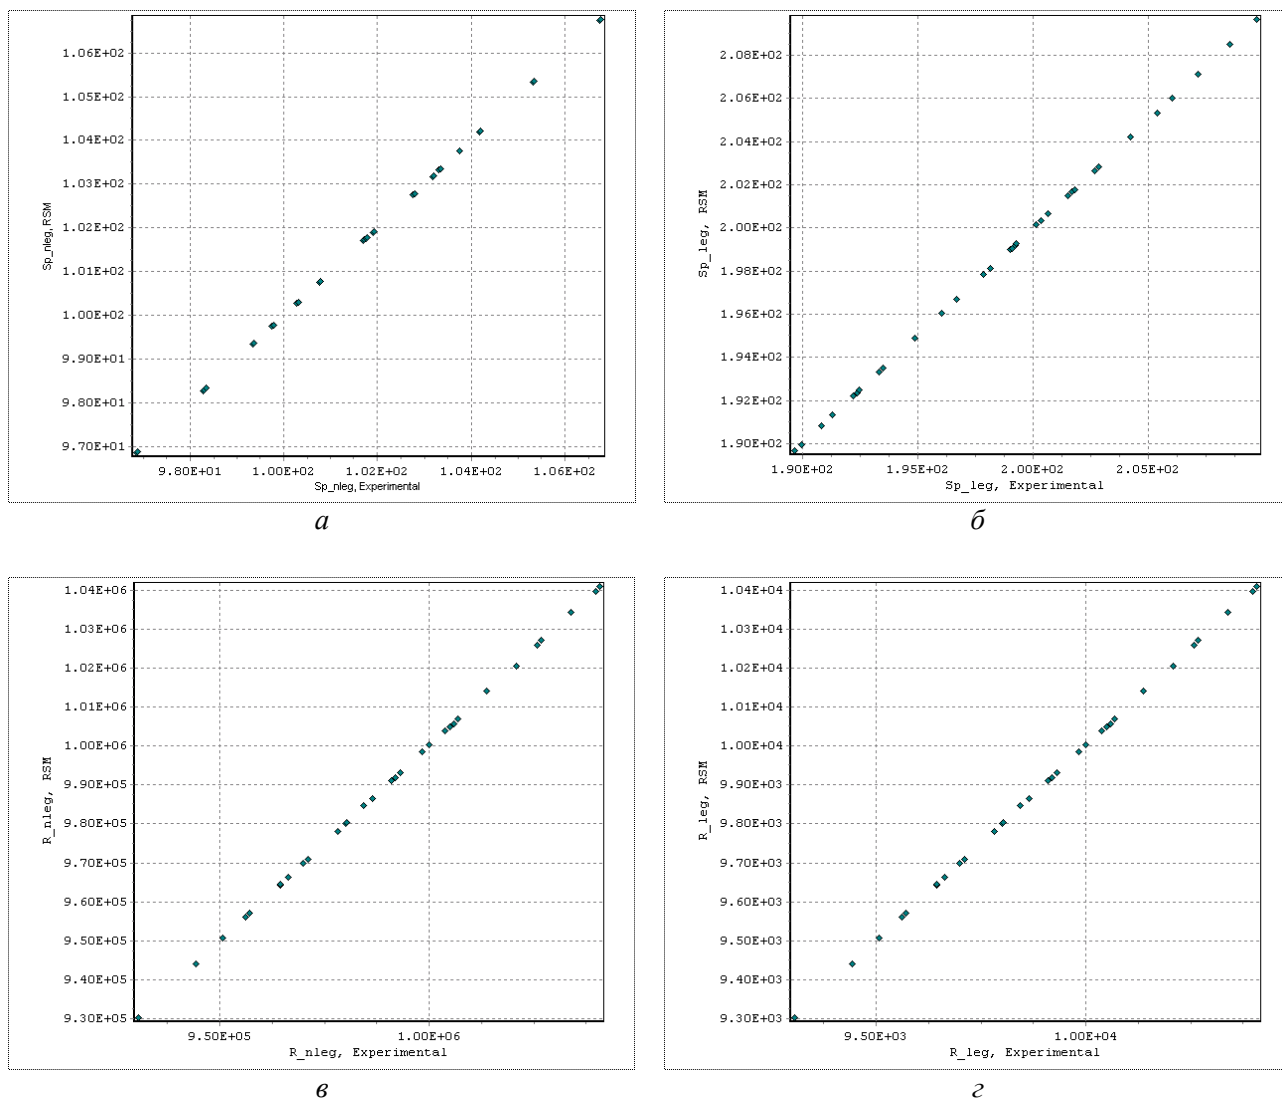 1.06E+02
1.05E+02
1.04E+02
1.03E+02
1.02E+02
1.01E+02
1.00E+02
9.90E+01
9.80E+01
9.70E+01
Sp_nleg, RSM
9.80E+01 1.00E+02 1.02E+02 1.04E+02 1.06E+02
Sp_nleg, Experimental
а
2.08E+02
2.06E+02
2.04E+02
2.02E+02
2.00E+02
1.98E+02
1.96E+02
1.94E+02
1.92E+02
1.90E+02
Sp_leg, RSM
1.90E+02 1.95E+02 2.00E+02 2.05E+02
Sp_leg, Experimental
б
1.04E+06
1.03E+06
1.02E+06
1.01E+06
1.00E+06
9.90E+05
9.80E+05
9.70E+05
9.60E+05
9.50E+05
9.40E+05
9.30E+05
R_nleg, RSM
9.50E+05 1.00E+06
R_nleg, Experimental
в
1.04E+04
1.03E+04
1.02E+04
1.01E+04
1.00E+04
9.90E+03
9.80E+03
9.70E+03
9.60E+03
9.50E+03
9.40E+03
9.30E+03
R_leg, RSM
9.50E+03 1.00E+04
R_leg, Experimental
г